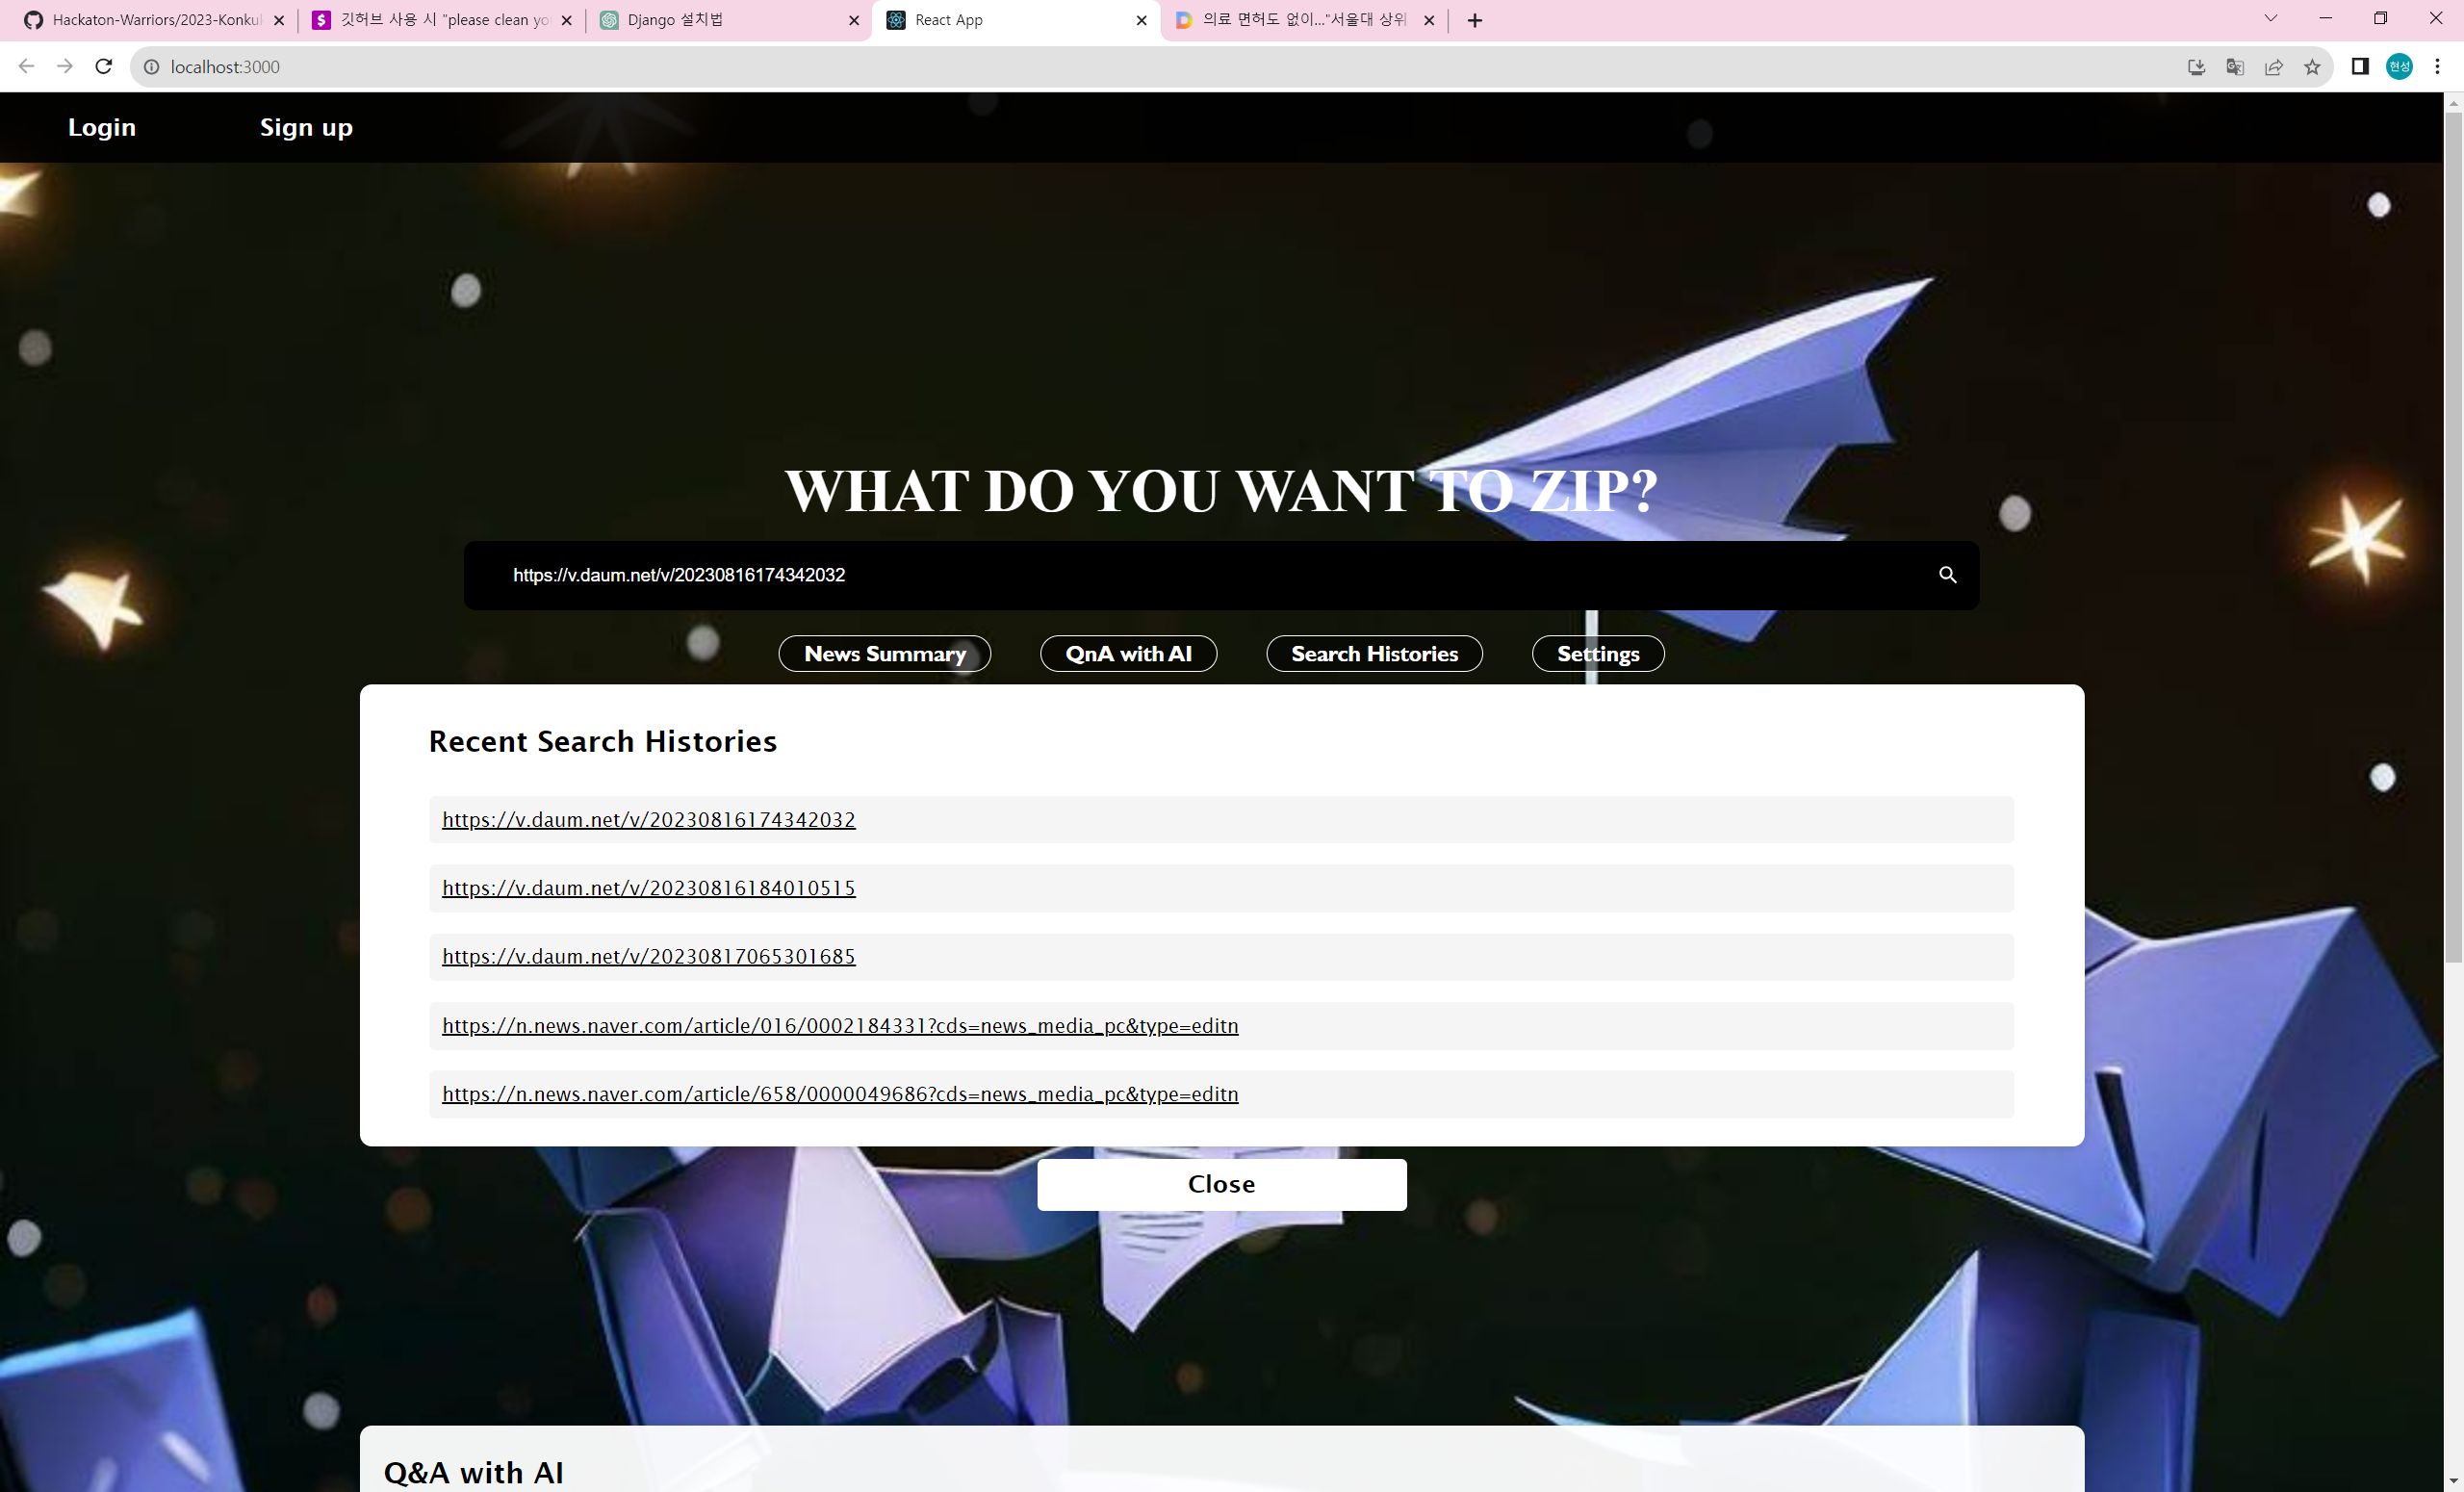 Hackaton-Warriors/2023-Konkuk
깃허브 사용 시 "please clean yo
Django 설치법
React App
의료 면허도 없이..."서울대 상위
localhost:3000
현성
Login
Sign up
WHAT DO YOU WANT TO ZIP?
https://v.daum.net/v/20230816174342032
News Summary
QnA with AI
Search Histories
Settings
Recent Search Histories
https://v.daum.net/v/20230816174342032
https://v.daum.net/v/20230816184010515
https://v.daum.net/v/20230817065301685
https://n.news.naver.com/article/016/0002184331?cds=news_media_pc&type=editn
https://n.news.naver.com/article/658/0000049686?cds=news_media_pc&type=editn
Close
Q&A with AI